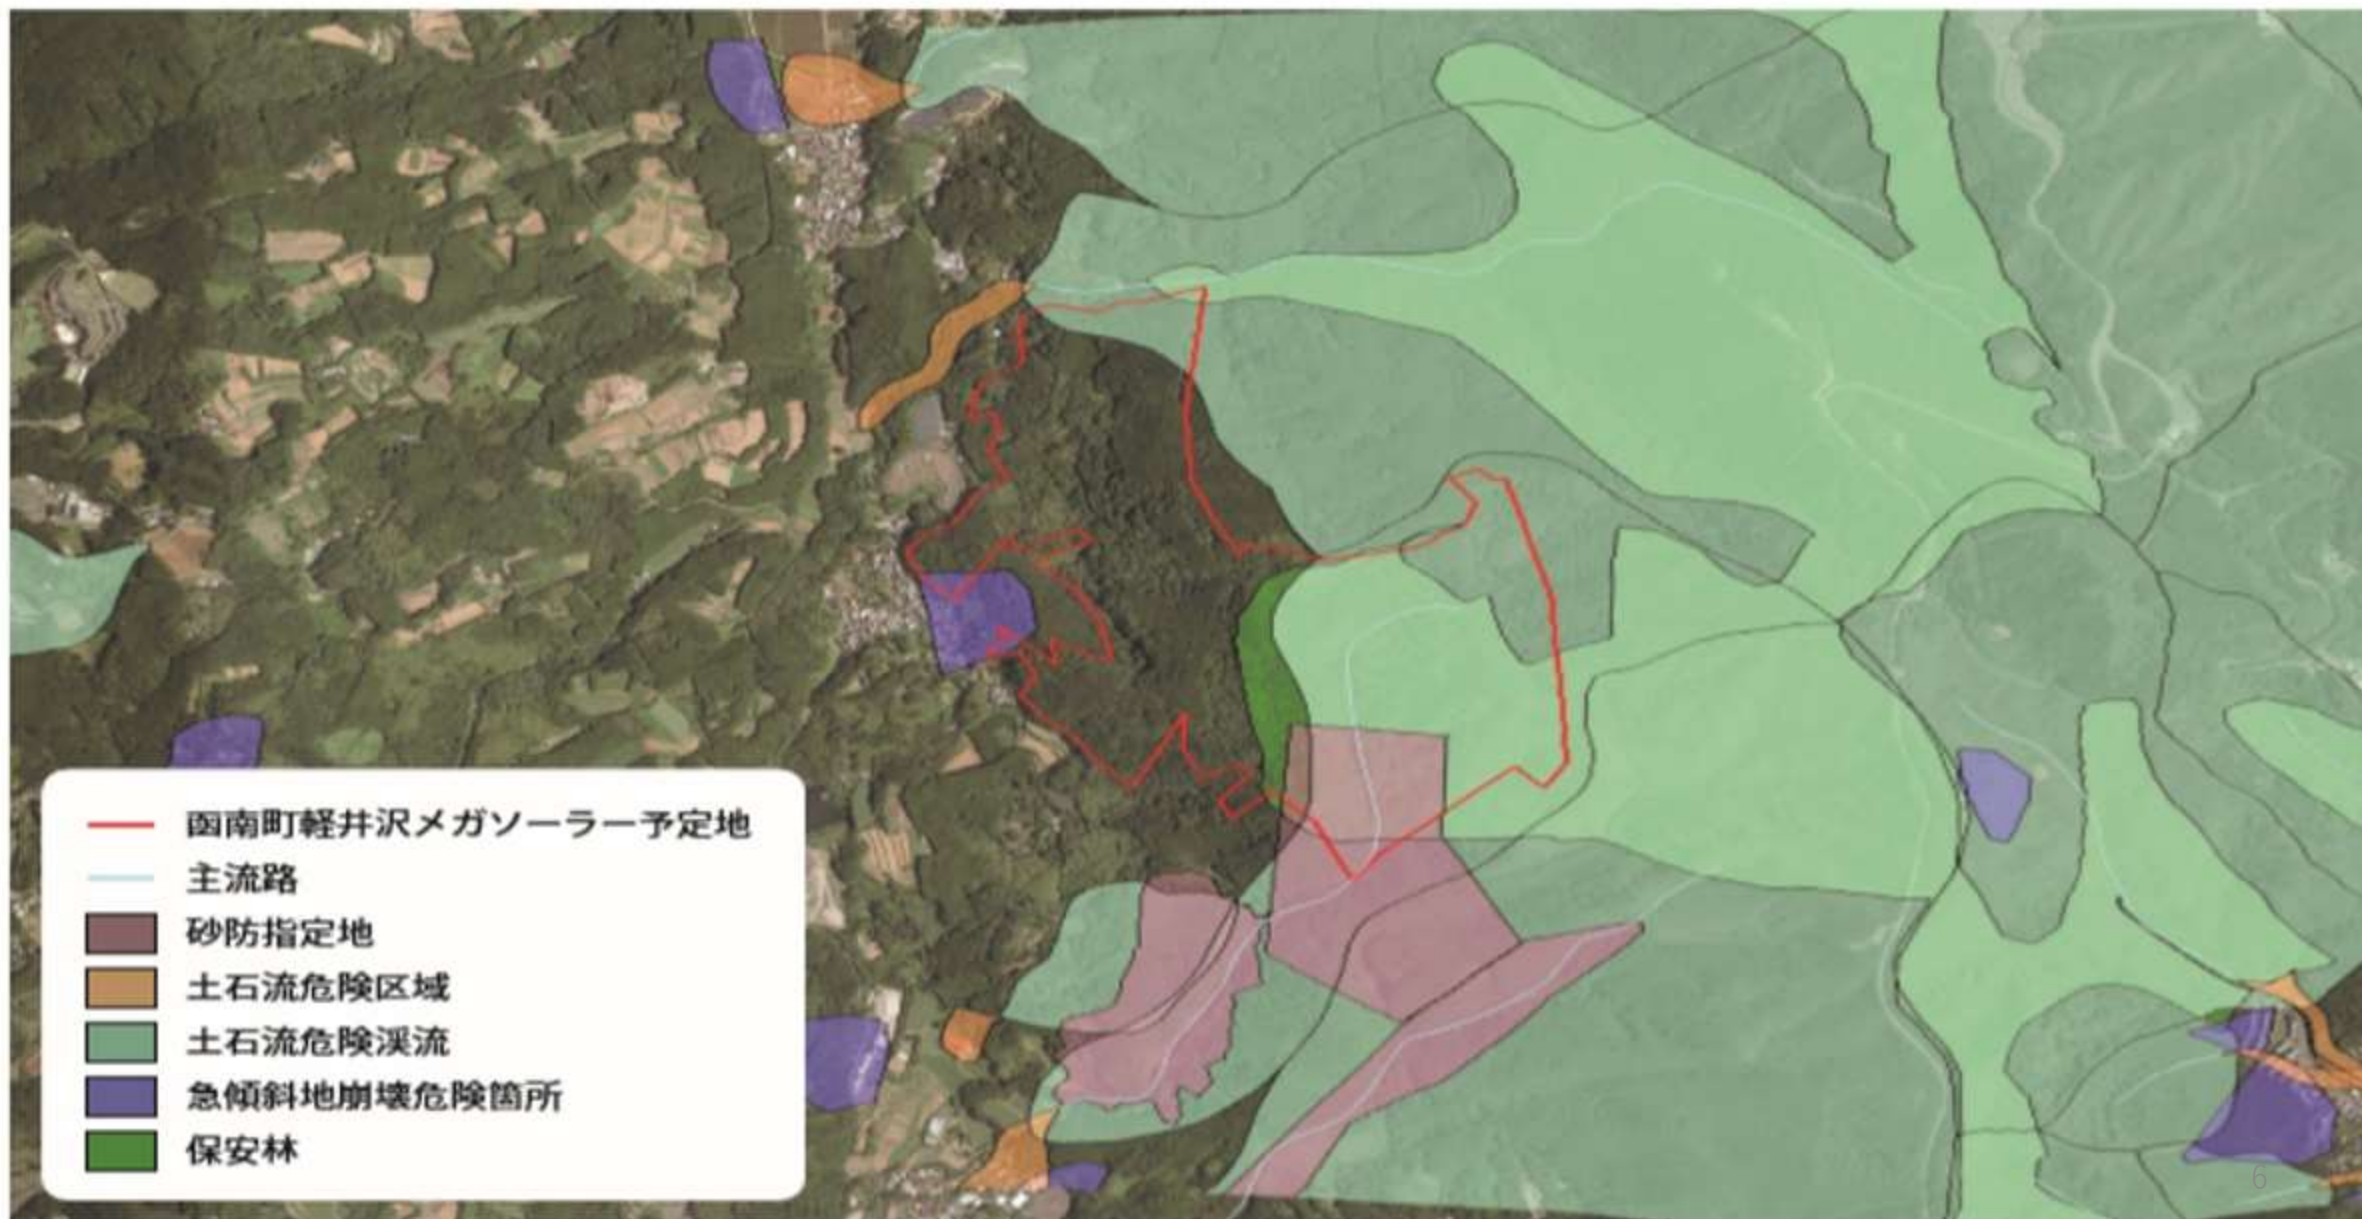 函南町軽井沢メガソーラー予定地
主流路
砂防指定地
土石流危険区域
土石流危険渓流
急傾斜地崩壊危険箇所
保安林
6